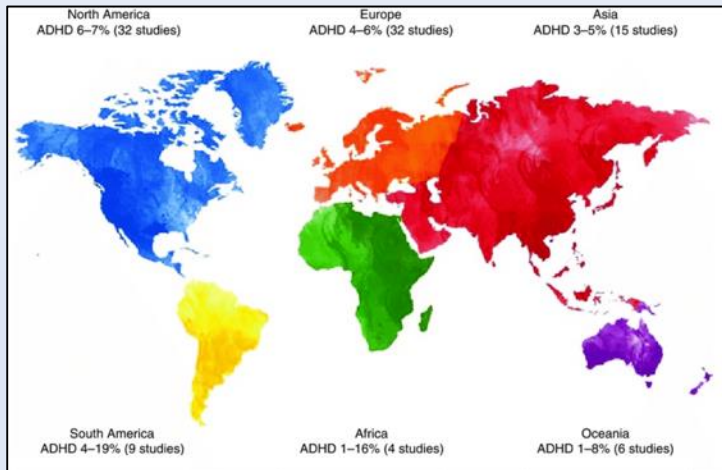 North America
ADHD 6–7% (32 studies)
Europe
ADHD 4–6% (32 studies)
Asia
ADHD 3–5% (15 studies)
South America
ADHD 4–19% (9 studies)
Africa
ADHD 1–16% (4 studies)
Oceania
ADHD 1–8% (6 studies)